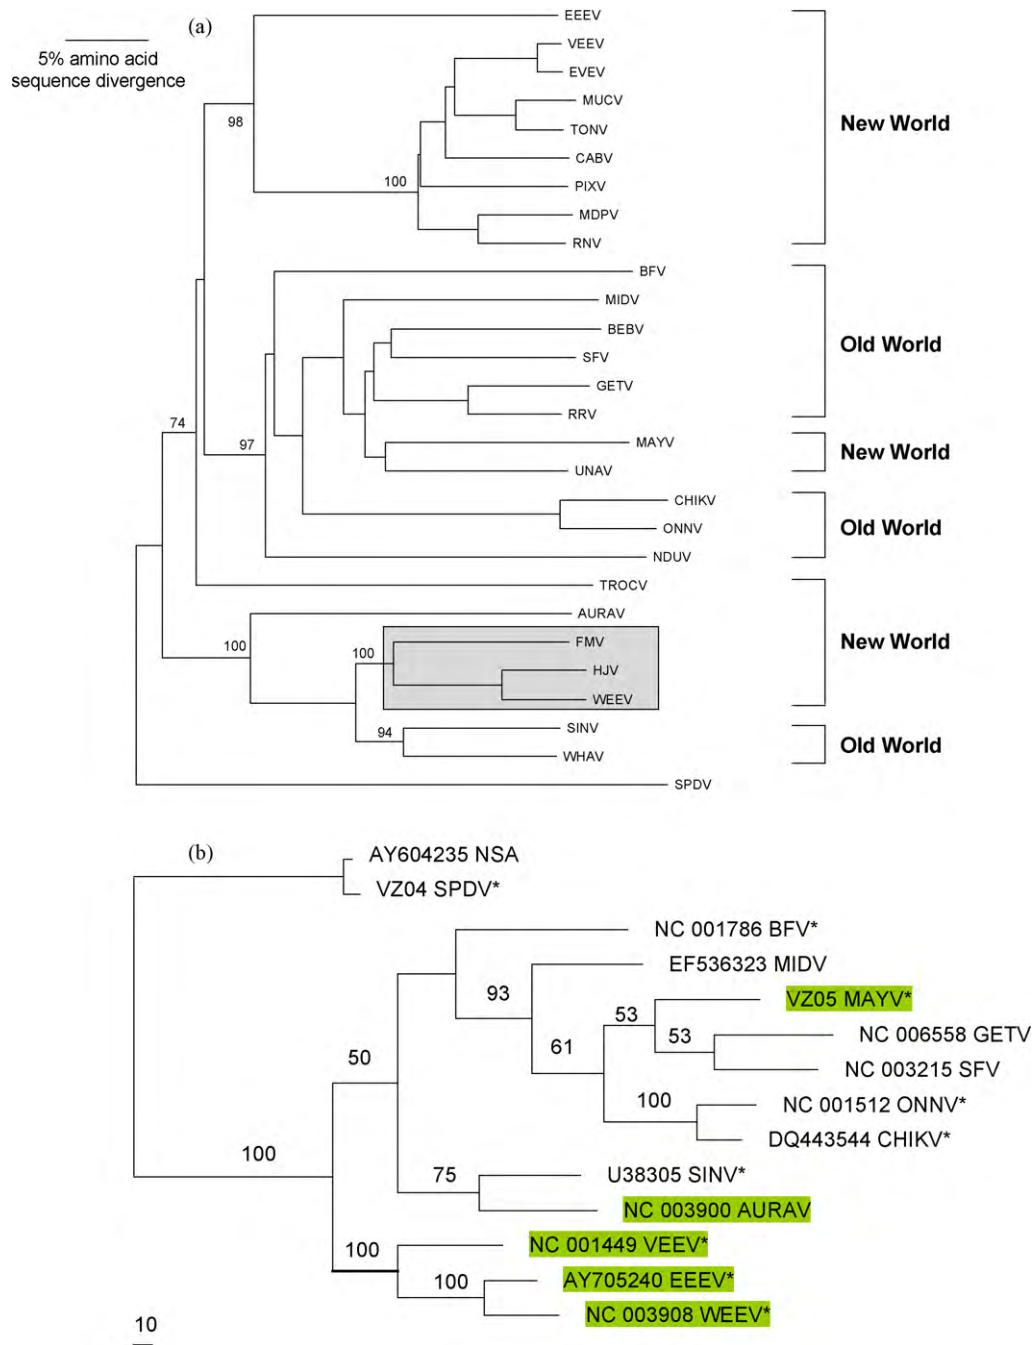 (a)
5% amino acid
sequence divergence
EEEV
VEEV
EVEV
MUCV
TONV
CABV
PIXV
MDPV
RNV
98
100
New World
BFV
MIDV
BEBV
SFV
GETV
RRV
Old World
74
97
MAYV
UNAV
New World
CHIKV
ONNV
NDUV
Old World
TROCV
AURAV
FMV
HJV
WEEV
100
100
New World
SINV
WHAV
94
Old World
SPDV
(b)
AY604235 NSA
VZ04 SPDV*
NC 001786 BFV*
EF536323 MIDV
93
VZ05 MAYV*
53
NC 006558 GETV
53
61
NC 003215 SFV
50
100
NC 001512 ONNV*
DQ443544 CHIKV*
100
75
U38305 SINV*
NC 003900 AURAV
100
NC 001449 VEEV*
100
AY705240 EEEV*
NC 003908 WEEV*
10